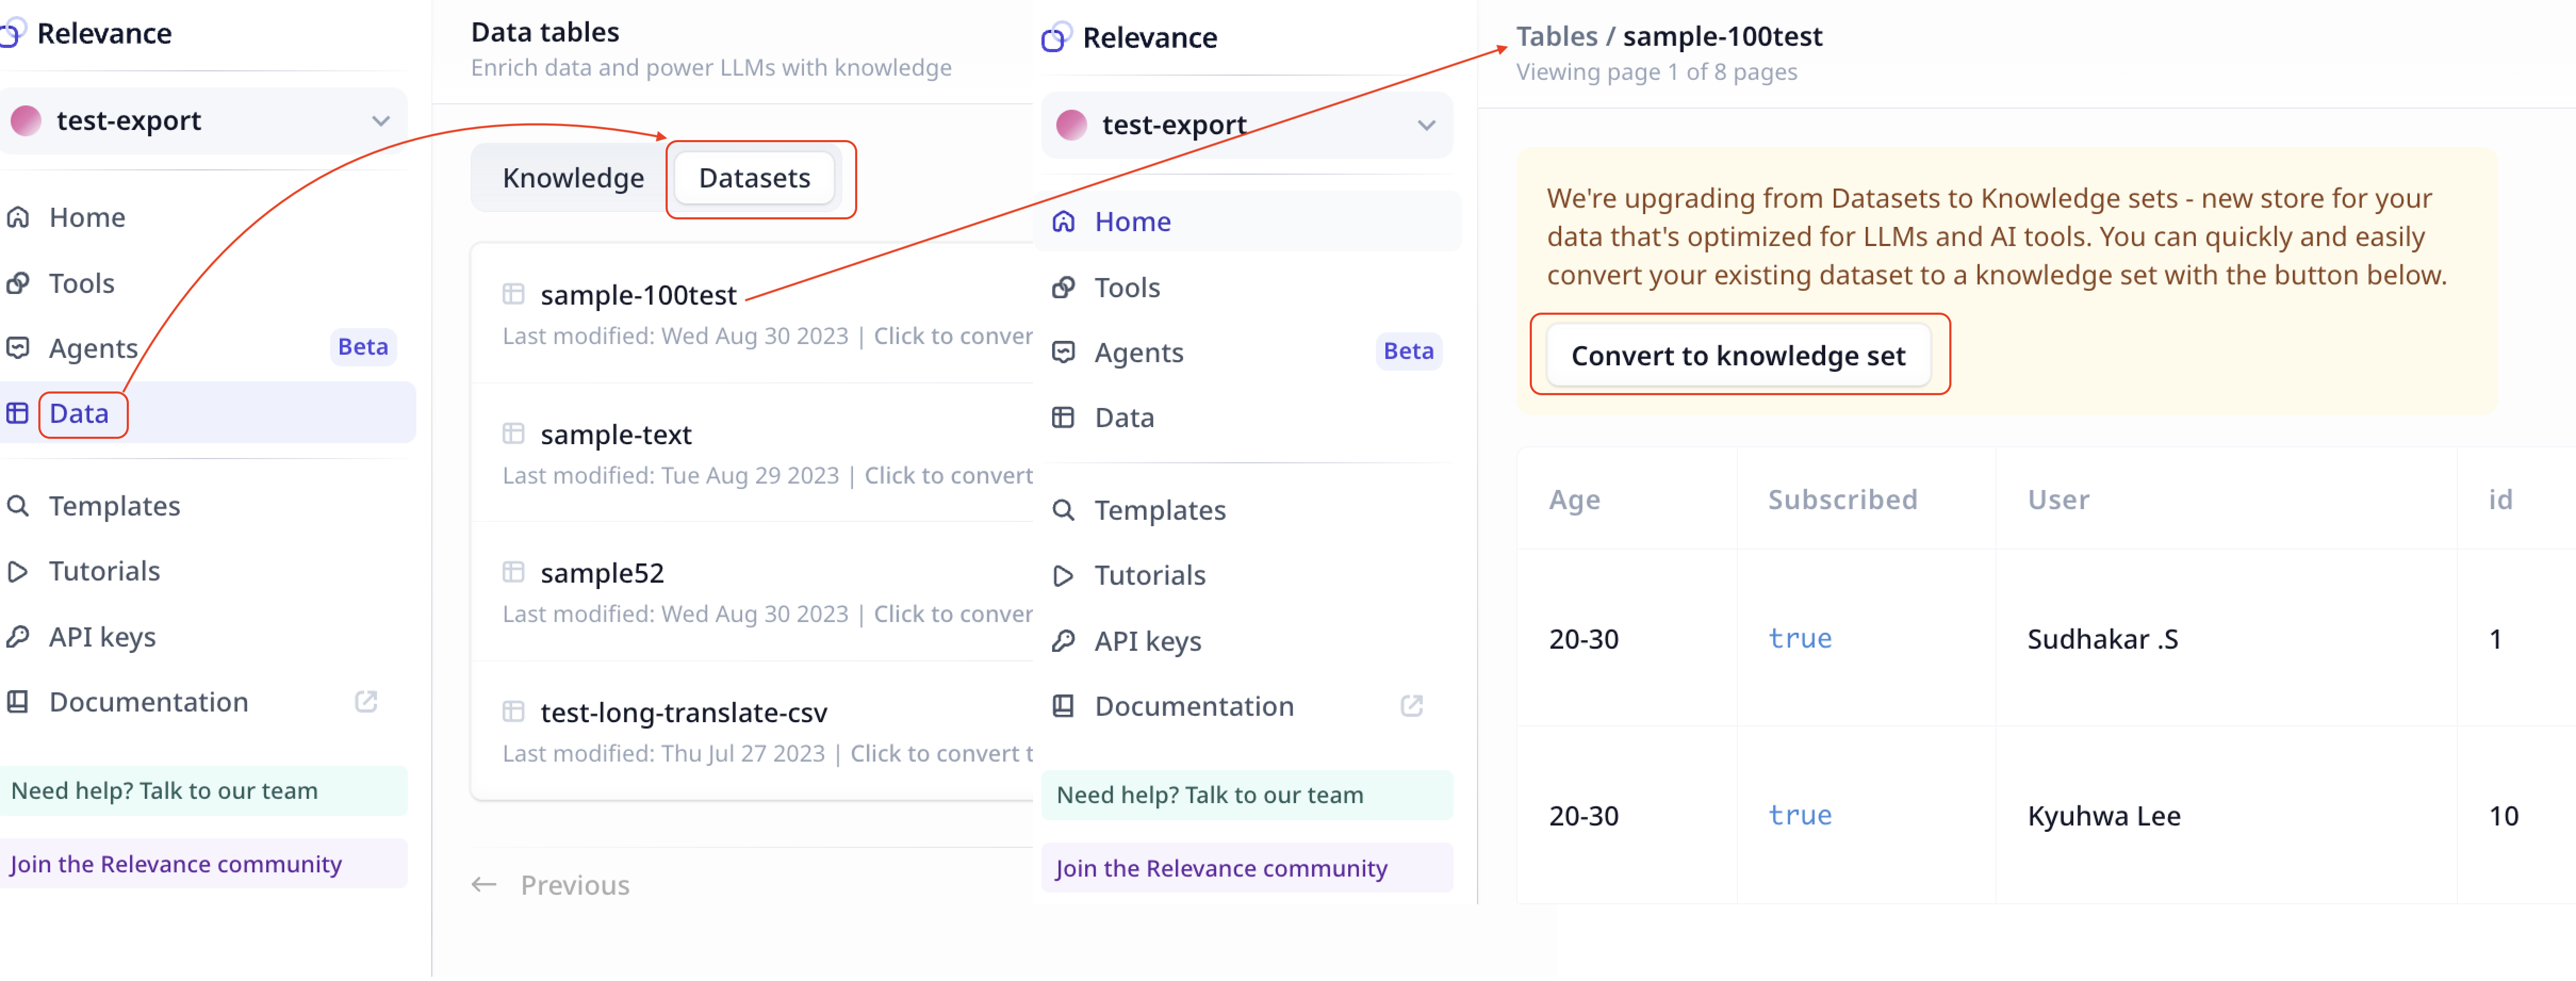 Relevance
test-export
Home
Tools
Agents
Beta
Data
Templates
Tutorials
API keys
Documentation
Need help? Talk to our team
Join the Relevance community
Data tables
Enrich data and power LLMs with knowledge
Knowledge
Datasets
sample-100test
Last modified: Wed Aug 30 2023 | Click to conver
sample-text
Last modified: Tue Aug 29 2023 | Click to convert
sample52
Last modified: Wed Aug 30 2023 | Click to conver
test-long-translate-csv
Last modified: Thu Jul 27 2023 | Click to convert t
← Previous
Relevance
test-export
Home
Tools
Agents
Beta
Data
Templates
Tutorials
API keys
Documentation
Need help? Talk to our team
Join the Relevance community
Tables / sample-100test
Viewing page 1 of 8 pages
We're upgrading from Datasets to Knowledge sets - new store for your
data that's optimized for LLMs and AI tools. You can quickly and easily
convert your existing dataset to a knowledge set with the button below.
Convert to knowledge set
Age Subscribed User id
20-30 true Sudhakar .S 1
20-30 true Kyuhwa Lee 10